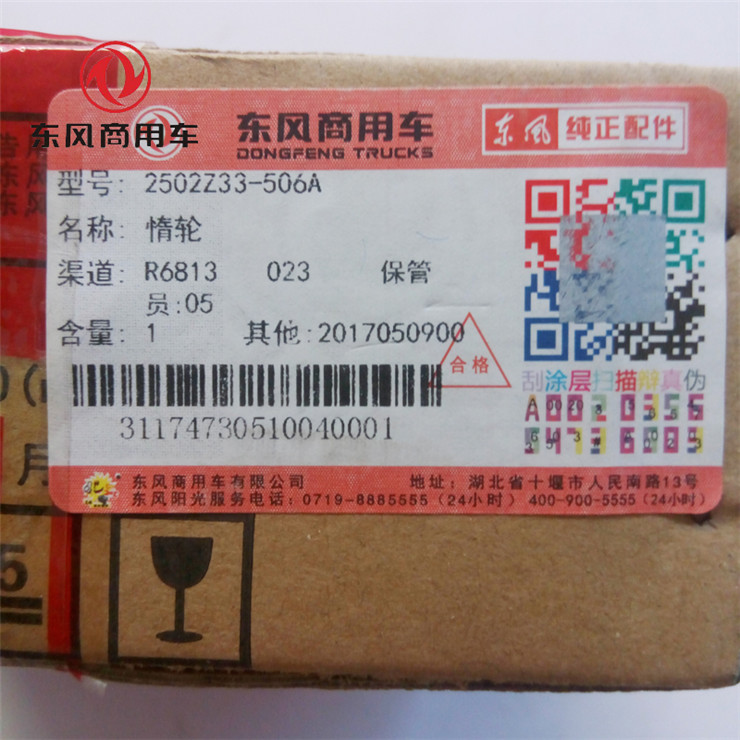 东风商用车
东风商用车
DONGFENG TRUCKS
东风 纯正配件
型号: 2502Z33-506A
名称: 惰轮
渠道: R6813 023 保管
员:05
含量: 1 其他:2017050900
合格
刮涂层扫描辩真伪
31174730510040001
东风商用车有限公司 地址: 湖北省十堰市人民南路13号
东风阳光服务电话: 0719-8885555 (24小时) 400-900-5555 (24小时)
月
5